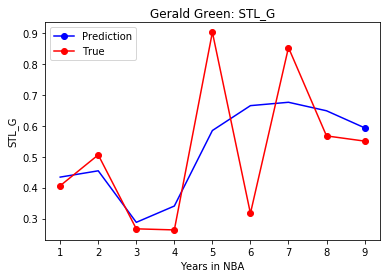 Gerald Green: STL_G
Prediction
True
0.9
0.8
0.7
0.6
0.5
0.4
0.3
STL_G
1 2 3 4 5 6 7 8 9
Years in NBA